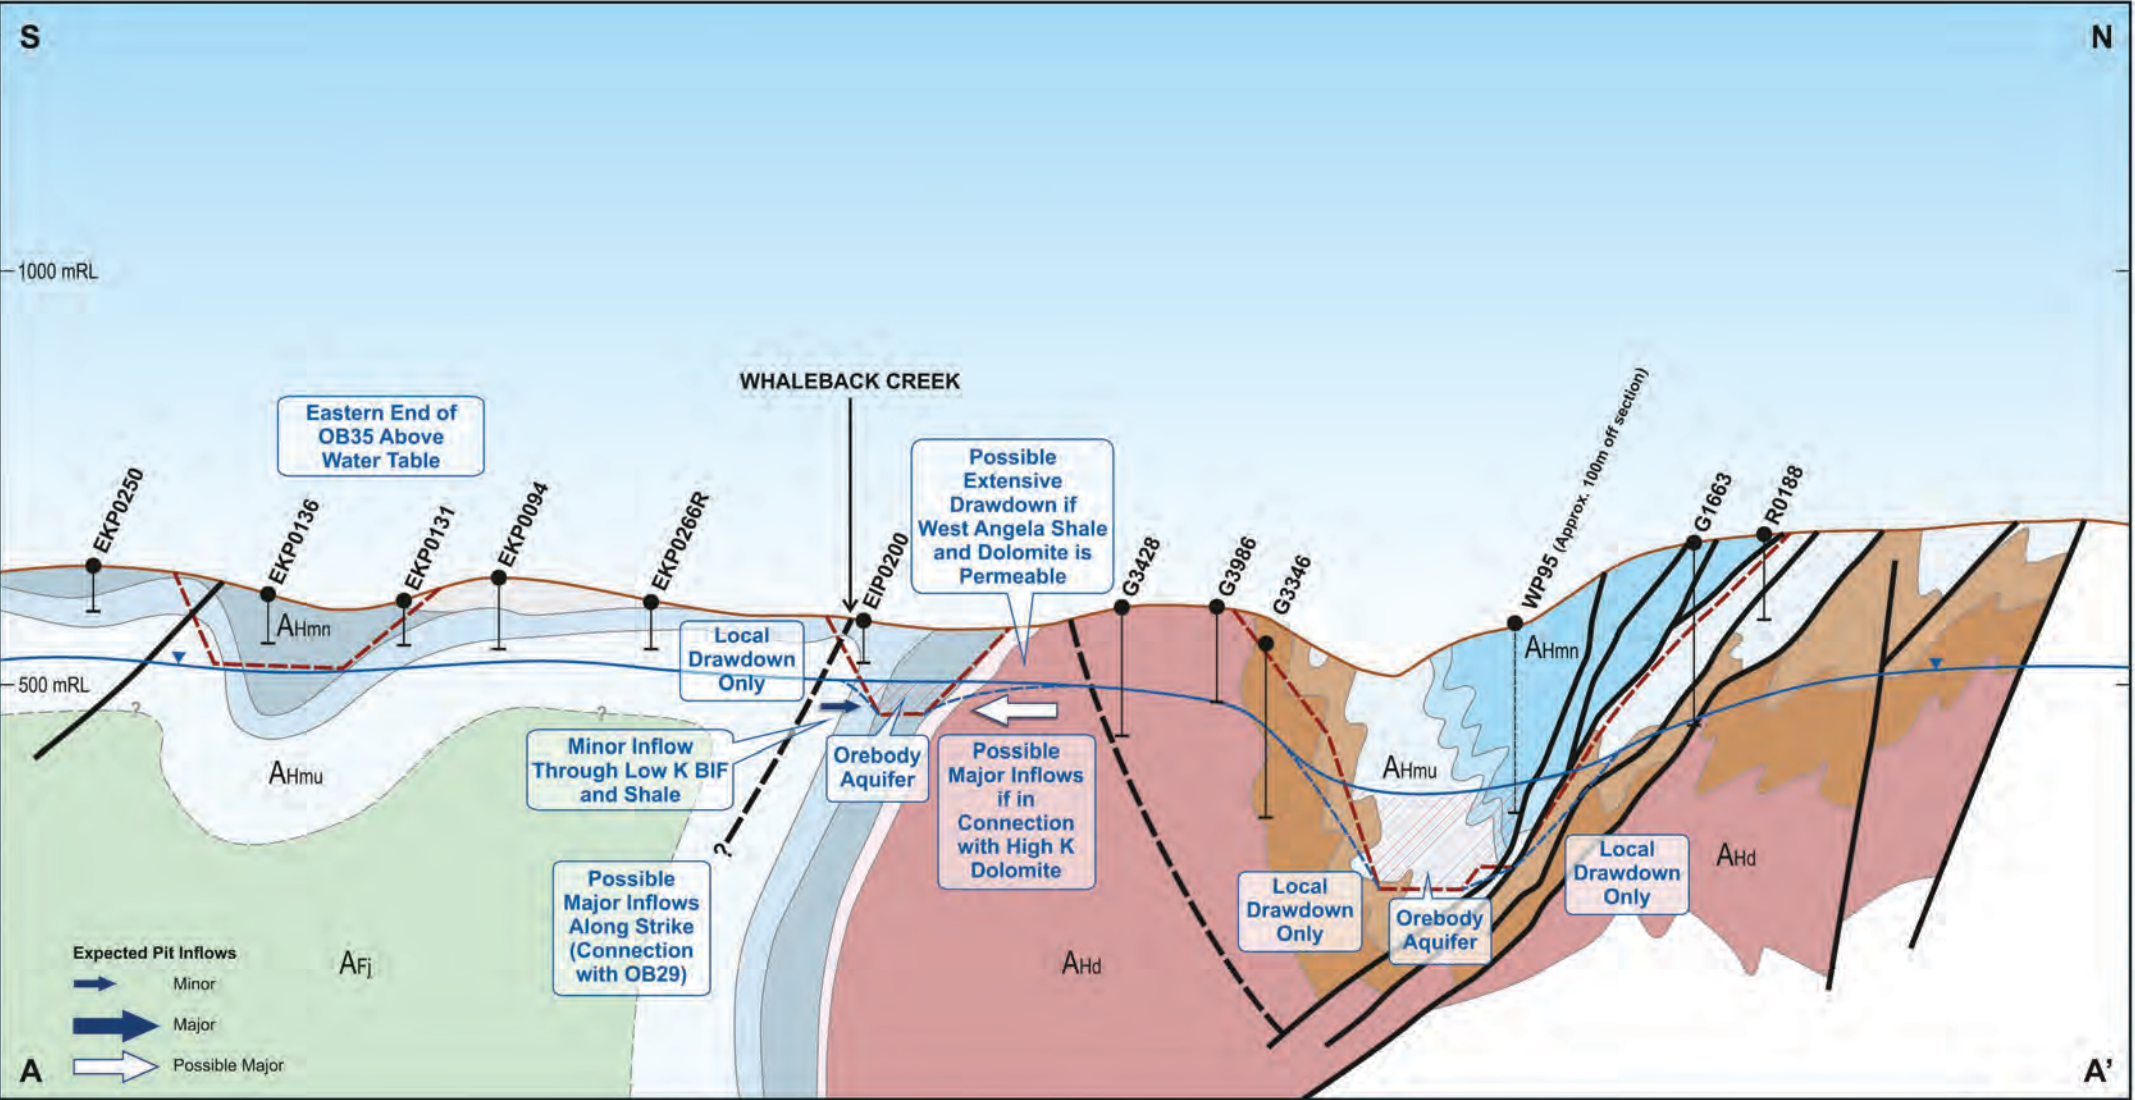 S
N
1000 mRL
WHALEBACK CREEK
Eastern End of
OB35 Above
Water Table
Possible
Extensive
Drawdown if
West Angela Shale
and Dolomite is
Permeable
EKP0250
EKP0136
EKP0131
EKP0094
EKP0266R
EIP0200
G3428
G3986
G3346
WP95 (Approx. 100m off section)
G1663
R0188
AHmn
AHmn
Local
Drawdown
Only
500 mRL
?
?
Minor Inflow
Through Low K BIF
and Shale
Orebody
Aquifer
Possible
Major Inflows
if in
Connection
with High K
Dolomite
AHmu
AHmu
?
Possible
Major Inflows
Along Strike
(Connection
with OB29)
Local
Drawdown
Only
Orebody
Aquifer
Local
Drawdown
Only
AHd
AFj
AHd
Expected Pit Inflows
Minor
Major
Possible Major
A
A’